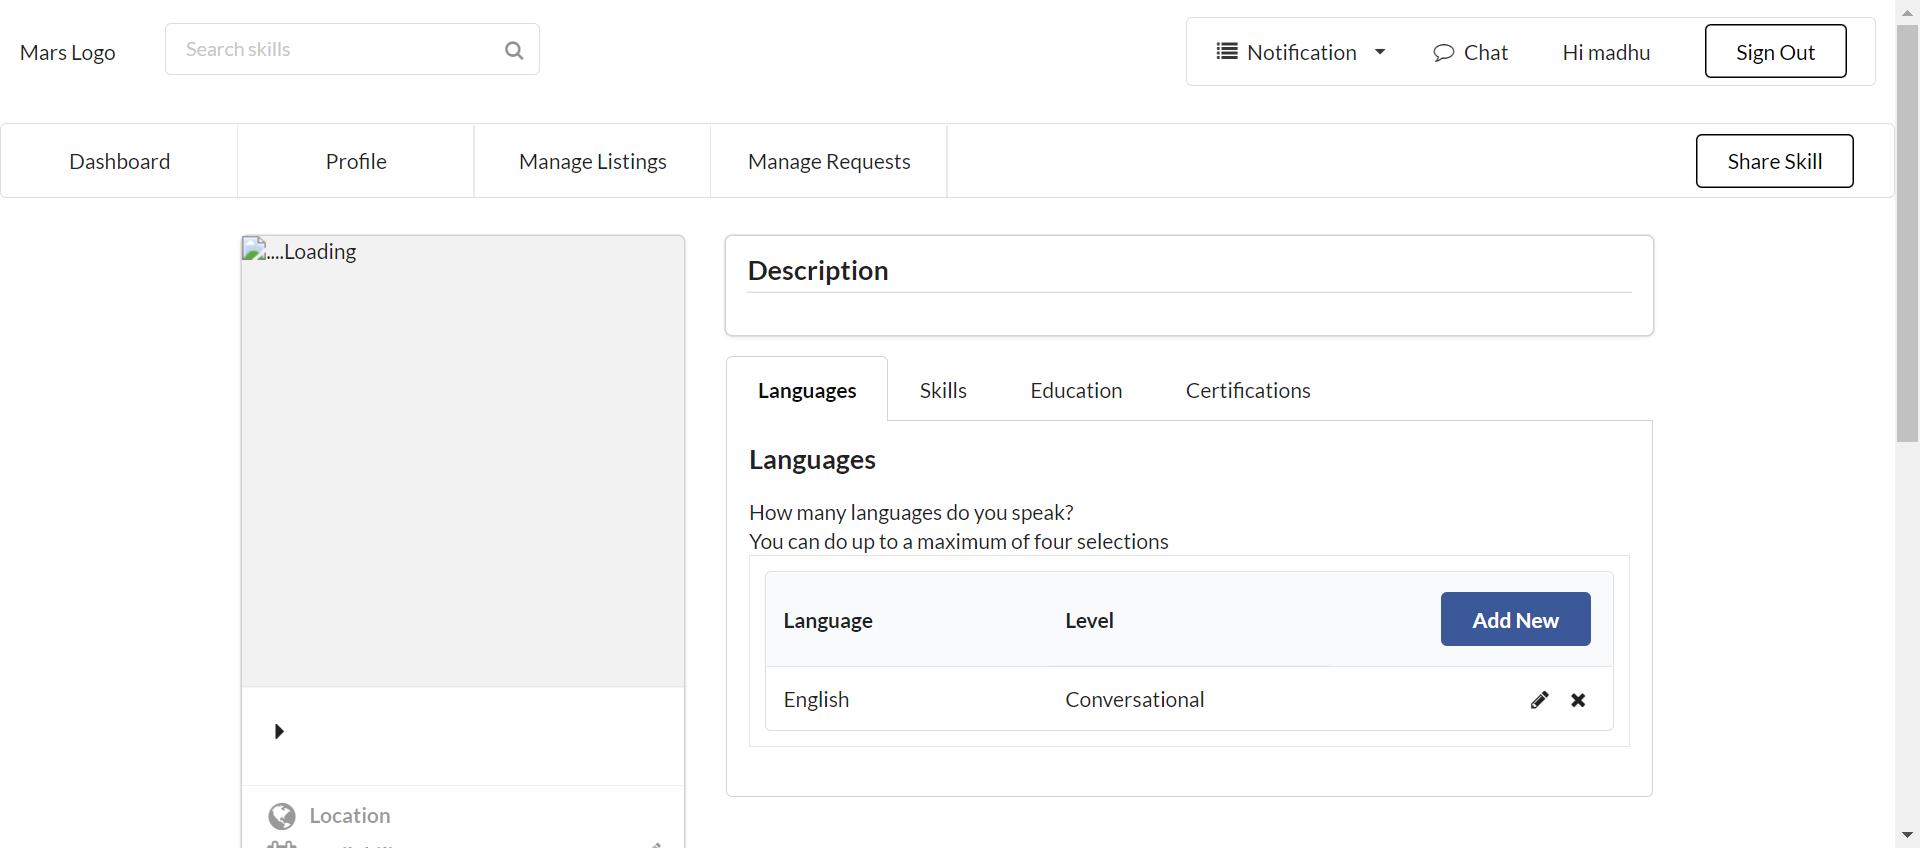 Mars Logo
Search skills
Notification
Chat
Hi madhu
Sign Out
Dashboard
Profile
Manage Listings
Manage Requests
Share Skill
....Loading
Description
Languages
Skills
Education
Certifications
Languages
How many languages do you speak?
You can do up to a maximum of four selections
Language
Level
Add New
English
Conversational
Location